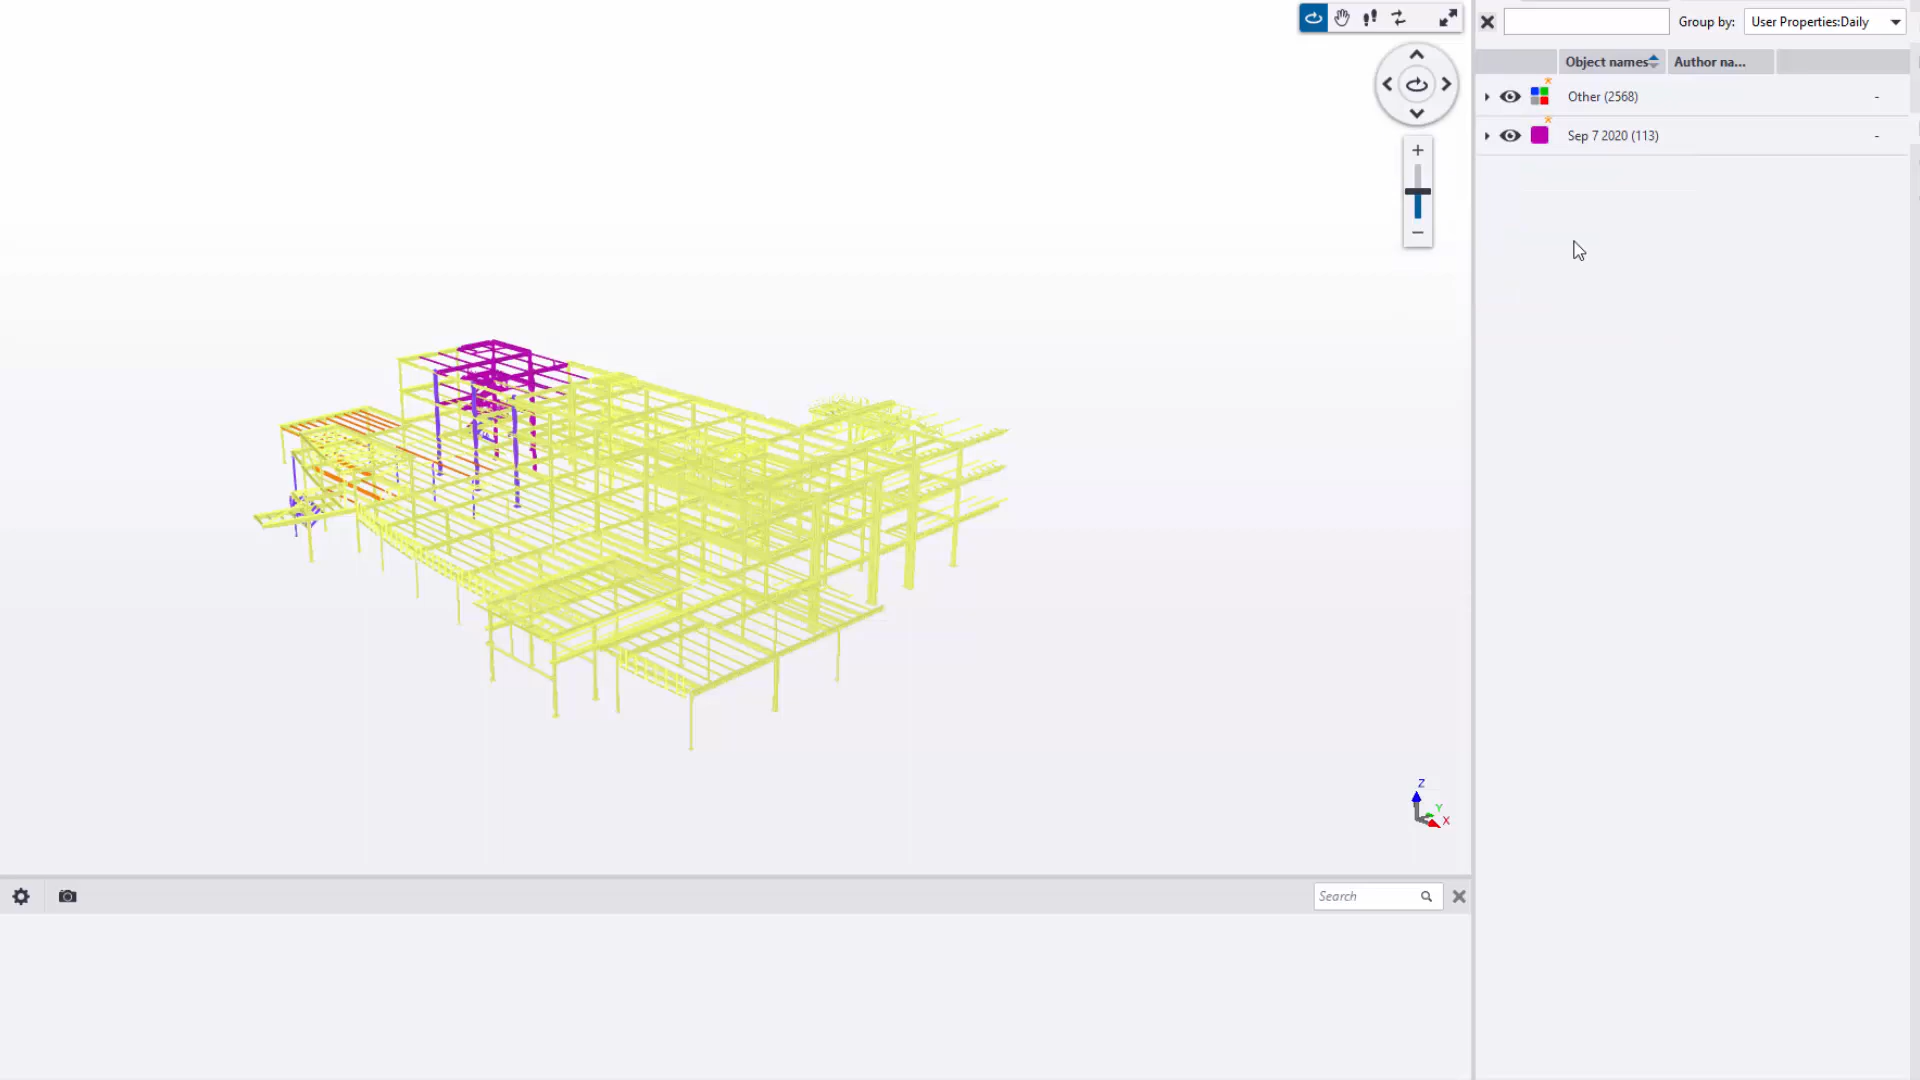 Group by: User Properties:Daily
Object names Author na...
Other (2568) -
Sep 7 2020 (113) -
Z
Y
X
Search